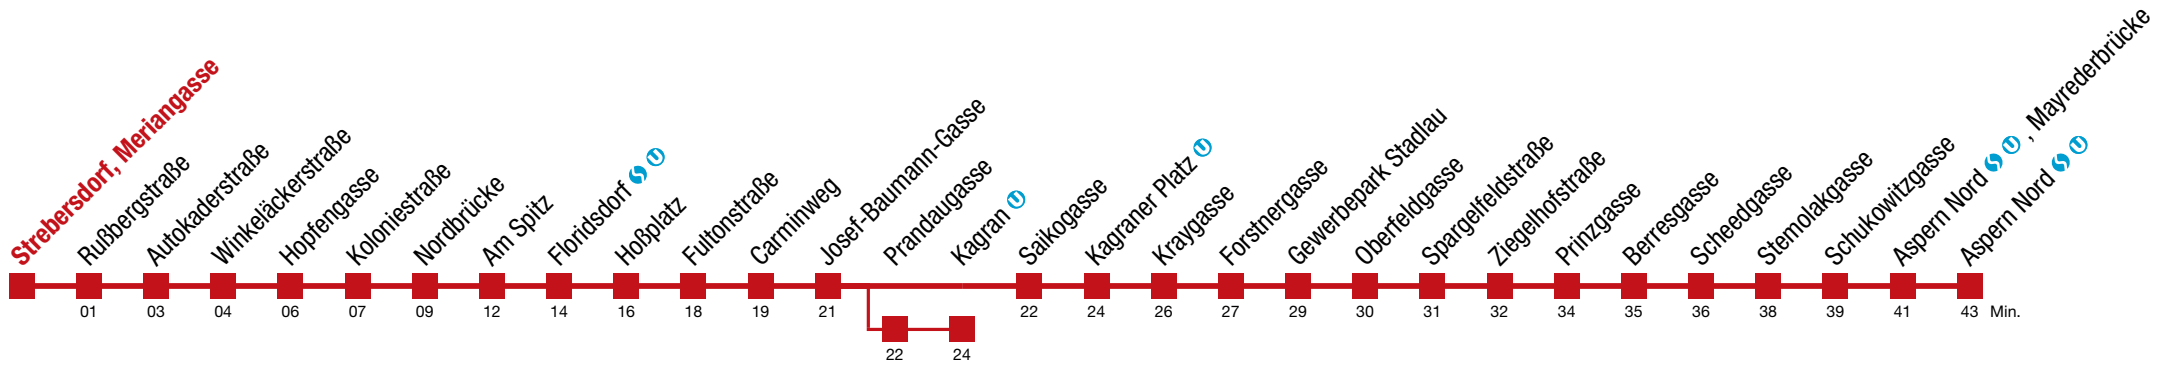 Strebersdorf, Meriangasse
Rußbergstraße
Autokaderstraße
Winkeläckerstraße
Hopfengasse
Koloniestraße
Nordbrücke
Am Spitz
Floridsdorf S U
Hoßplatz
Fultonstraße
Carminweg
Josef-Baumann-Gasse
Prandaugasse
Kagran U
Saikogasse
Kagraner Platz U
Kraygasse
Forstnergasse
Gewerbepark Stadlau
Oberfeldgasse
Spargelfeldstraße
Ziegelhofstraße
Prinzgasse
Berresgasse
Scheedgasse
Stemolakgasse
Schukowitzgasse
Aspern Nord S U , Mayrederbrücke
Aspern Nord S U
01 03 04 06 07 09 12 14 16 18 19 21 22 24 26 27 29 30 31 32 34 35 36 38 39 41 43 Min.
22 24